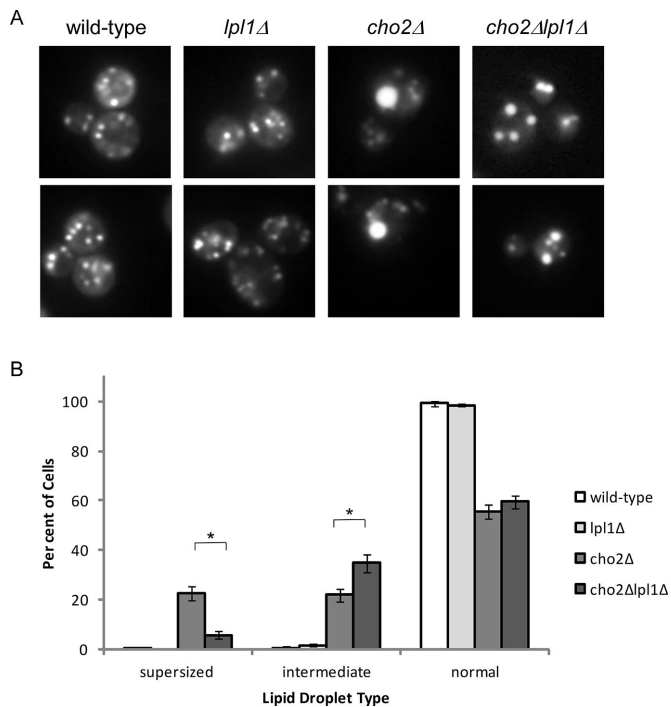 A
wild-type lpl1Δ cho2Δ cho2Δlpl1Δ
B
Per cent of Cells
100
80
60
40
20
0
*
*
supersized intermediate normal
Lipid Droplet Type
wild-type
lpl1Δ
cho2Δ
cho2Δlpl1Δ